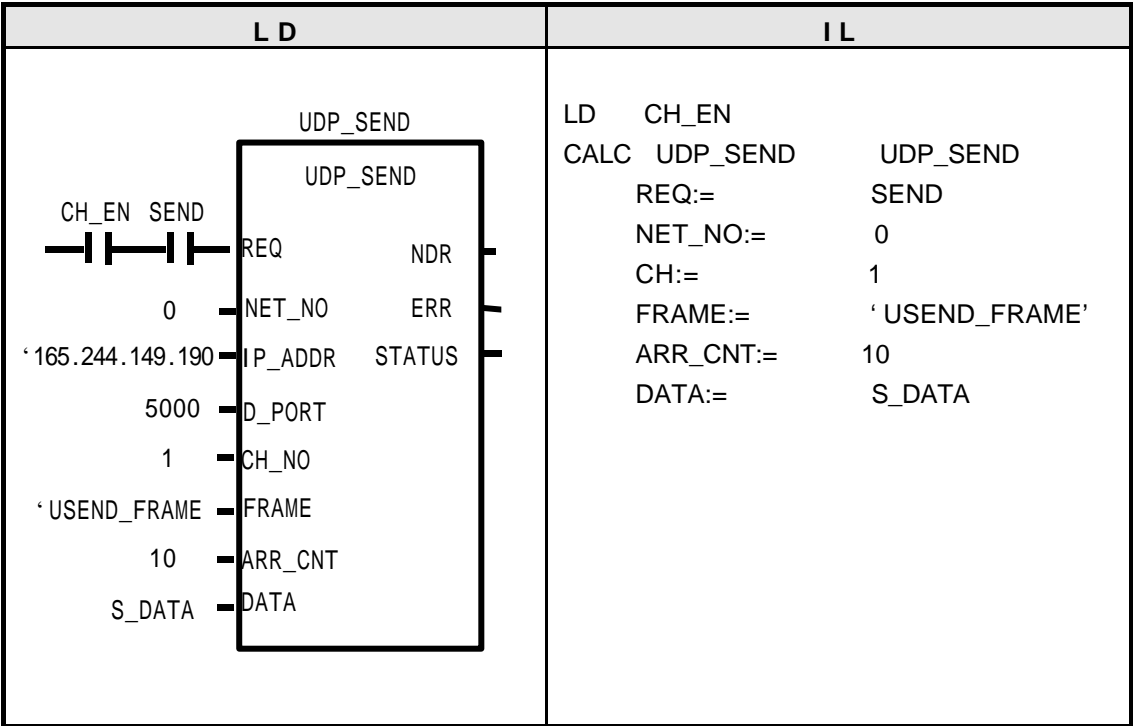 L D
I L
UDP_SEND
UDP_SEND
CH_EN SEND
REQ NDR
0 NET_NO ERR
‘165.244.149.190 IP_ADDR STATUS
5000 D_PORT
1 CH_NO
‘USEND_FRAME FRAME
10 ARR_CNT
S_DATA DATA
LD CH_EN
CALC UDP_SEND UDP_SEND
REQ:= SEND
NET_NO:= 0
CH:= 1
FRAME:= ‘USEND_FRAME’
ARR_CNT:= 10
DATA:= S_DATA